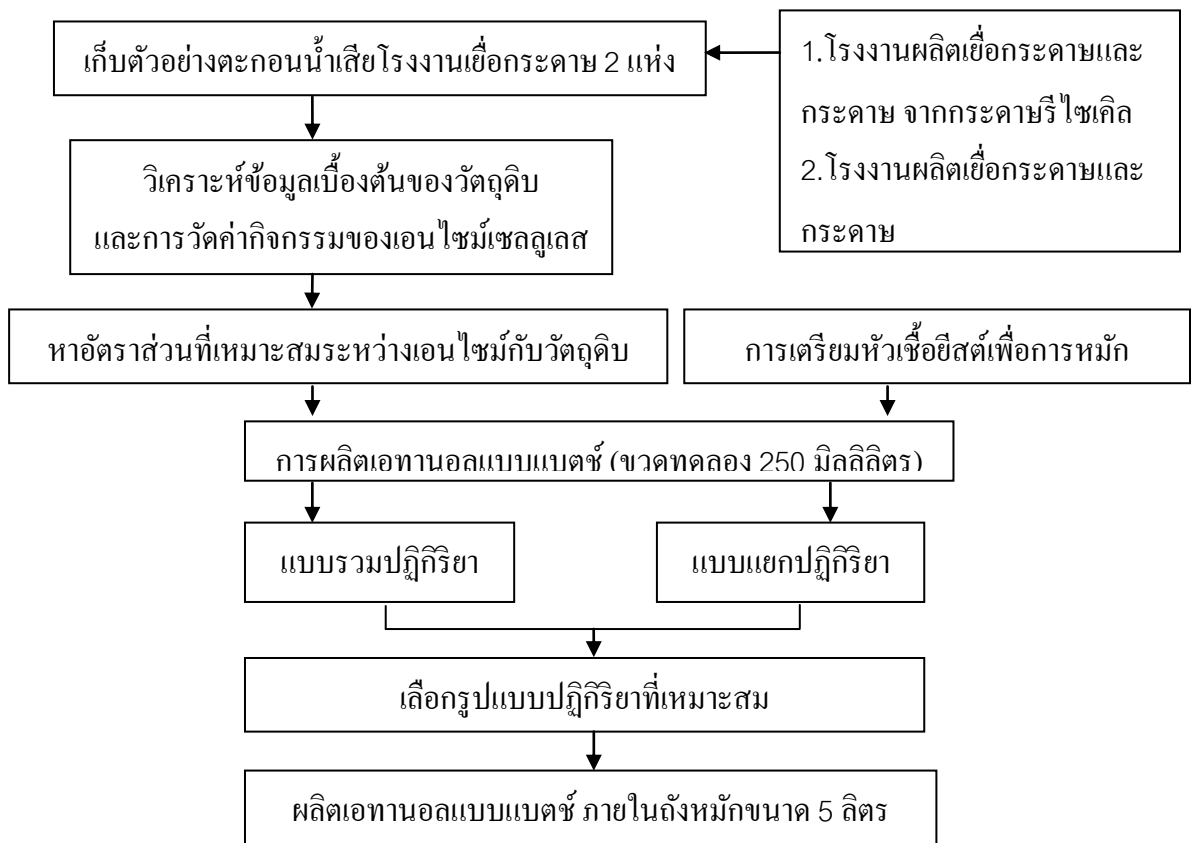 เก็บตัวอย่างตะกอนน้ำเสียโรงงานเยื่อกระดาษ 2 แห่ง
1.โรงงานผลิตเยื่อกระดาษและ
กระดาษ จากกระดาษรีไซเคิล
2.โรงงานผลิตเยื่อกระดาษและ
กระดาษ
วิเคราะห์ข้อมูลเบื้องต้นของวัตถุดิบ
และการวัดค่ากิจกรรมของเอนไซม์เซลลูเลส
หาอัตราส่วนที่เหมาะสมระหว่างเอนไซม์กับวัตถุดิบ
การเตรียมหัวเชื้อยีสต์เพื่อการหมัก
การผลิตเอทานอลแบบแบตช์ (ขวดทดลอง 250 มิลลิลิตร)
แบบรวมปฏิกิริยา
แบบแยกปฏิกิริยา
เลือกรูปแบบปฏิกิริยาที่เหมาะสม
ผลิตเอทานอลแบบแบตช์ ภายในถังหมักขนาด 5 ลิตร